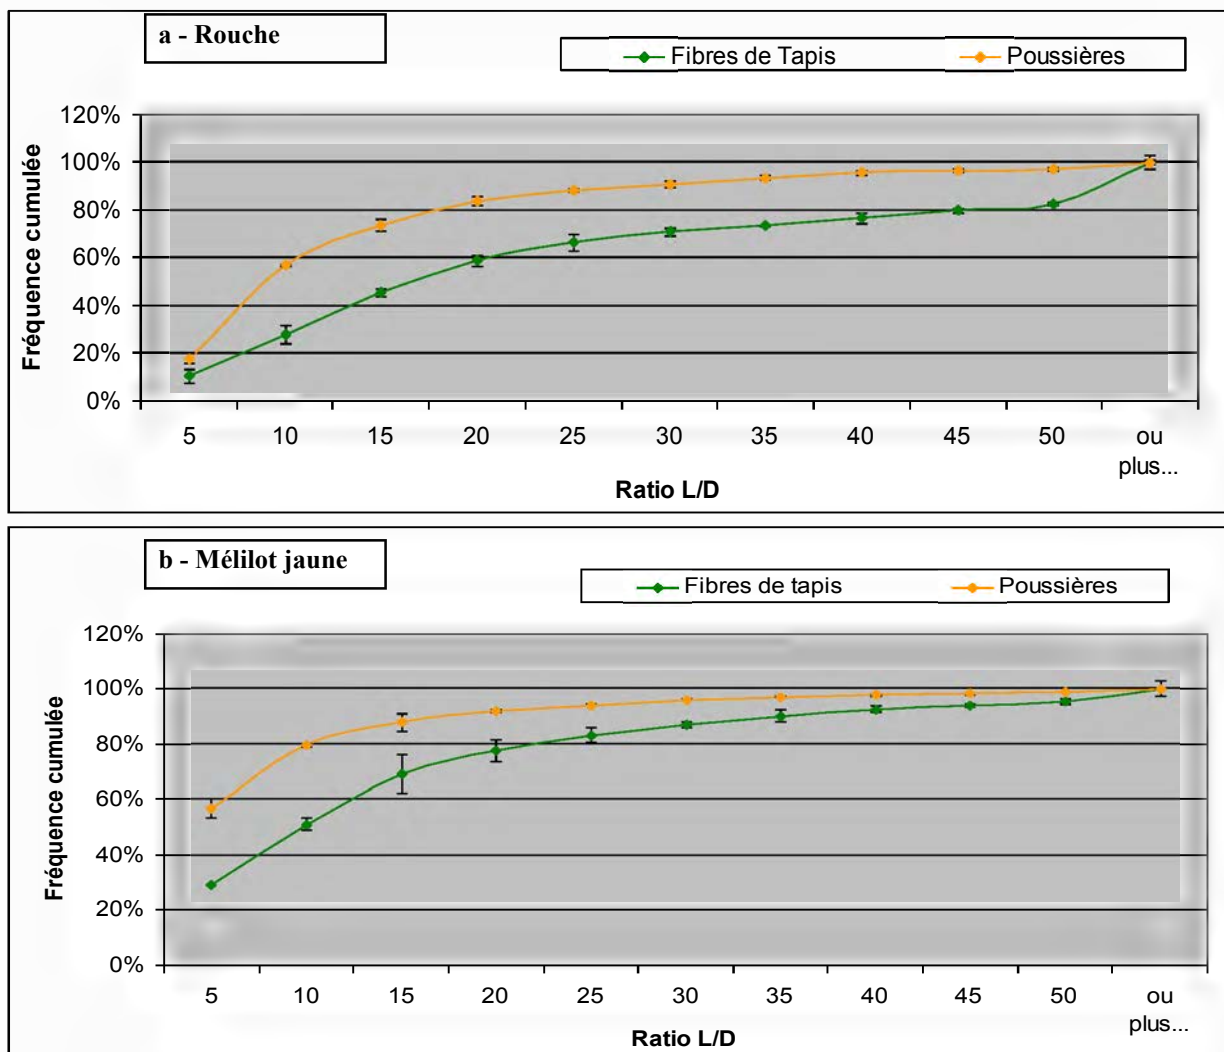 a - Rouche
Fibres de Tapis Poussières
120%
100%
80%
60%
40%
20%
0%
Fréquence cumulée
5 10 15 20 25 30 35 40 45 50 ou plus...
Ratio L/D
b - Mélilot jaune
Fibres de tapis Poussières
120%
100%
80%
60%
40%
20%
0%
Fréquence cumulée
5 10 15 20 25 30 35 40 45 50 ou plus...
Ratio L/D